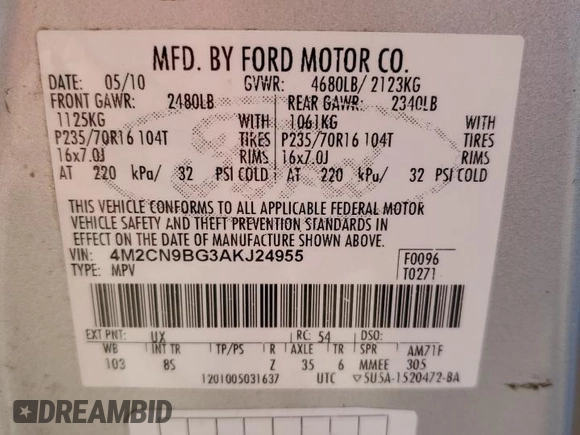 MFD. BY FORD MOTOR CO.
DATE: 05/10 GVWR: 4680LB/ 2123KG
FRONT GAWR: 2480LB REAR GAWR: 2340LB
1125KG WITH 1061KG WITH
P235/70R16 104T TIRES P235/70R16 104T TIRES
16x7.0J RIMS 16x7.0J RIMS
AT 220 kPa/ 32 PSI COLD AT 220 kPa/ 32 PSI COLD
Ford
THIS VEHICLE CONFORMS TO ALL APPLICABLE FEDERAL MOTOR
VEHICLE SAFETY AND THEFT PREVENTION STANDARDS IN
EFFECT ON THE DATE OF MANUFACTURE SHOWN ABOVE.
VIN: 4M2CN9BG3AKJ24955 F0096
TYPE: MPV T0271
EXT PNT: UX RC: 54 DSO:
WB INT TR TP/PS R AXLE TR SPR AM71F
103 8S Z 35 6 MMEE 305
1201005031637 UTC 5U5A-1520472-BA
DREAMBID